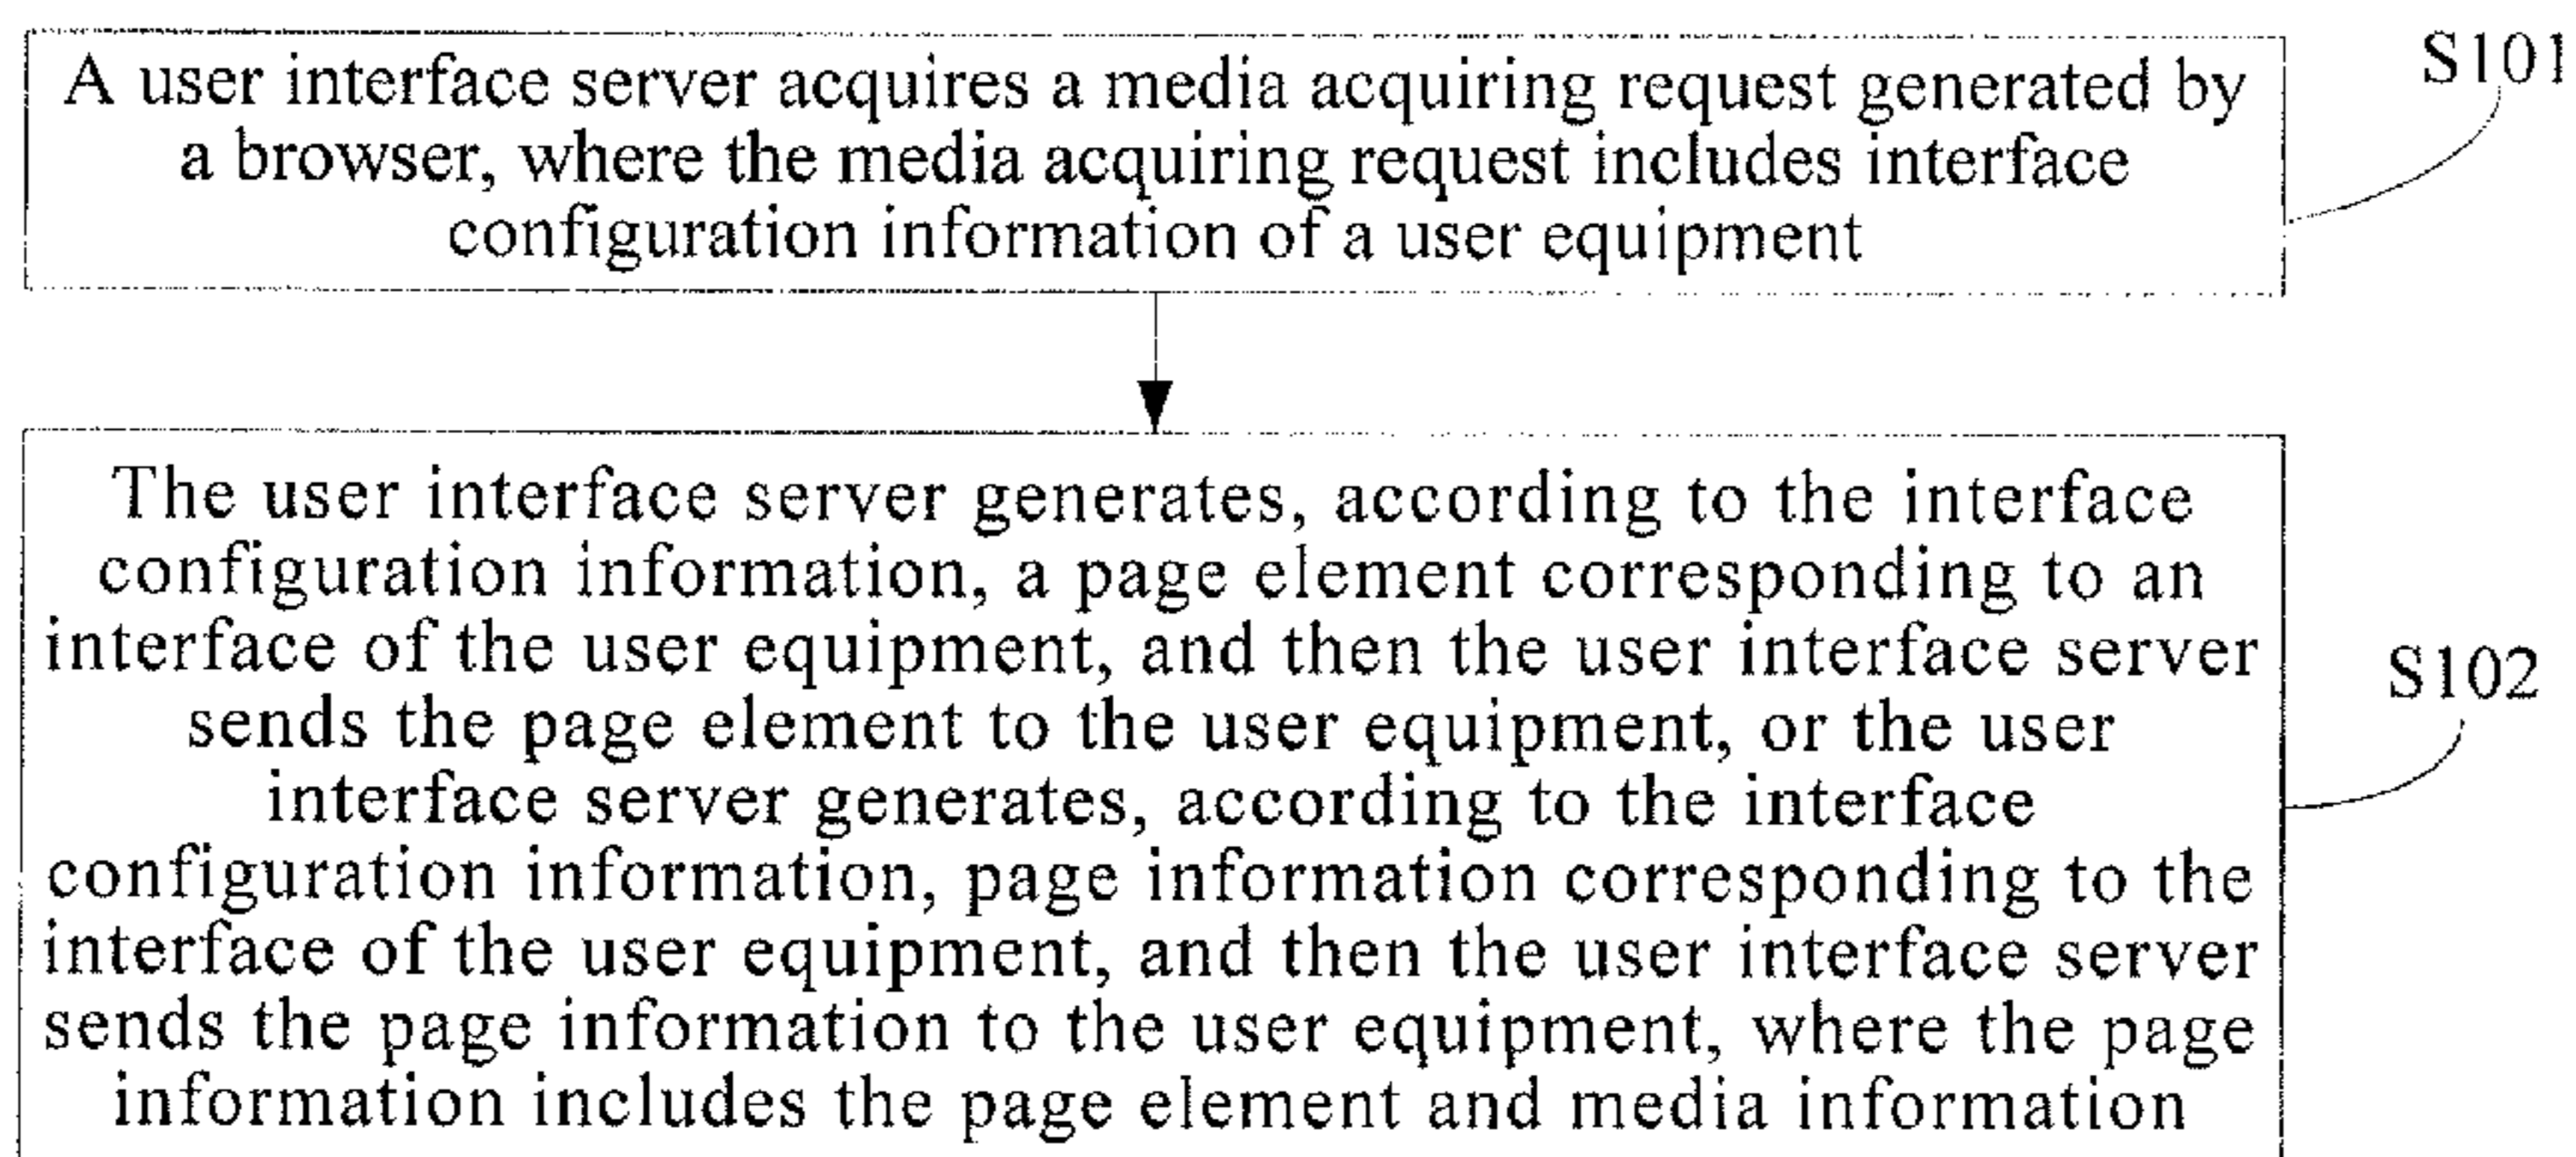 A user interface server acquires a media acquiring request generated by
a browser, where the media acquiring request includes interface
configuration information of a user equipment
S101
The user interface server generates, according to the interface
configuration information, a page element corresponding to an
interface of the user equipment, and then the user interface server
sends the page element to the user equipment, or the user
interface server generates, according to the interface
configuration information, page information corresponding to the
interface of the user equipment, and then the user interface server
sends the page information to the user equipment, where the page
information includes the page element and media information
S102